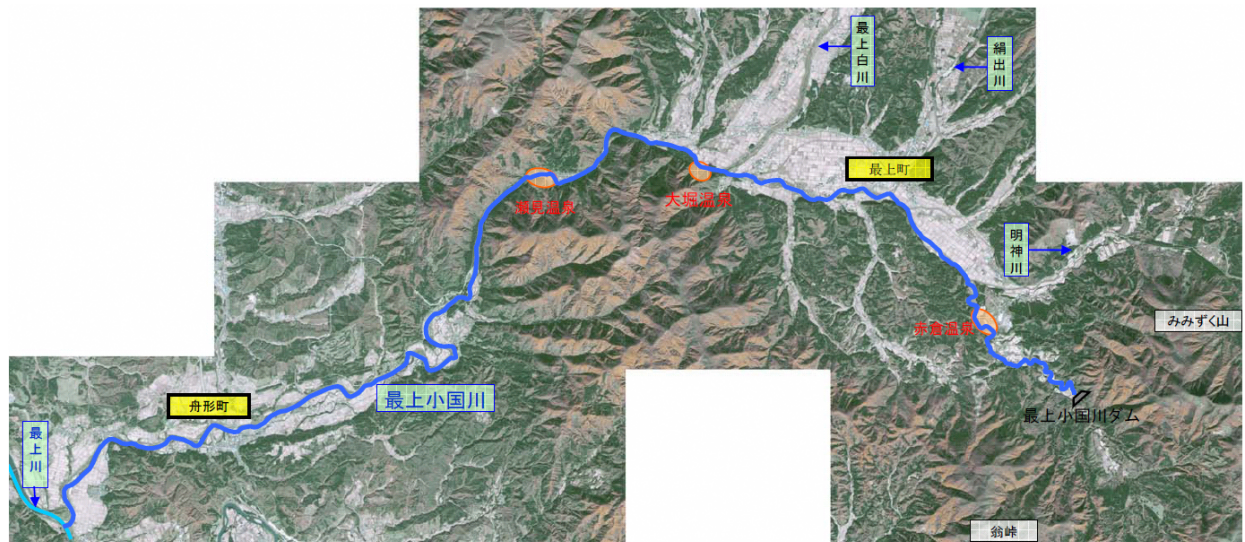 最上白川
絹出川
最上町
瀬見温泉
大堀温泉
明神川
みみずく山
赤倉温泉
最上小国川
舟形町
最上小国川ダム
最上川
翁峠